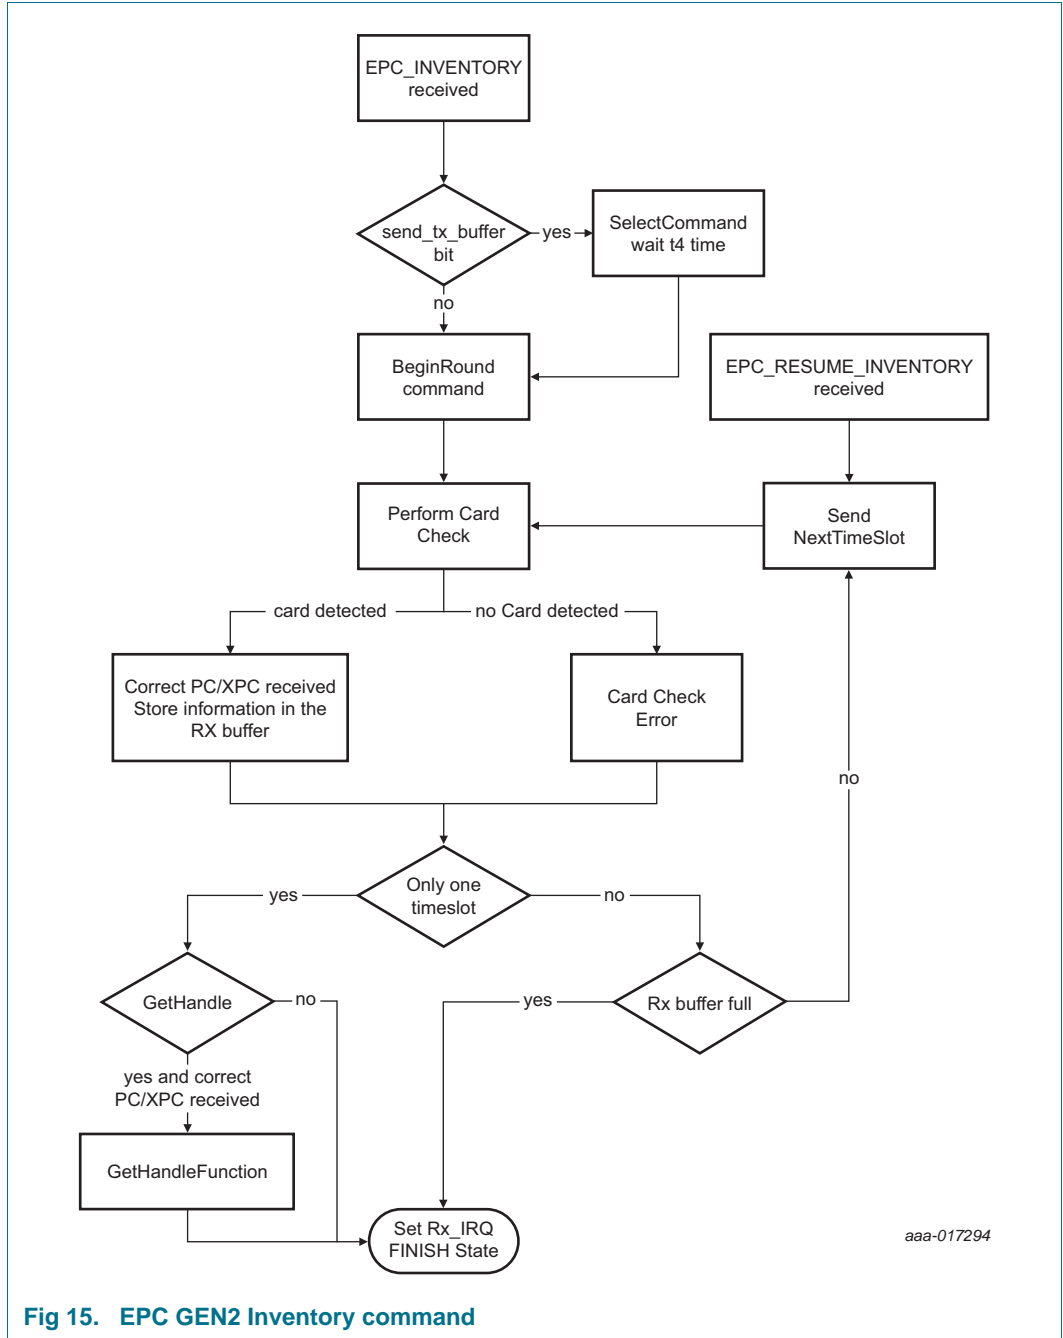 EPC_INVENTORY
received
send_tx_buffer
bit
yes
SelectCommand
wait t4 time
no
BeginRound
command
EPC_RESUME_INVENTORY
received
Perform Card
Check
Send
NextTimeSlot
card detected
no Card detected
Correct PC/XPC received
Store information in the
RX buffer
Card Check
Error
no
Only one
timeslot
yes
no
GetHandle
no
yes
Rx buffer full
yes and correct
PC/XPC received
GetHandleFunction
Set Rx_IRQ
FINISH State
aaa-017294
Fig 15. EPC GEN2 Inventory command